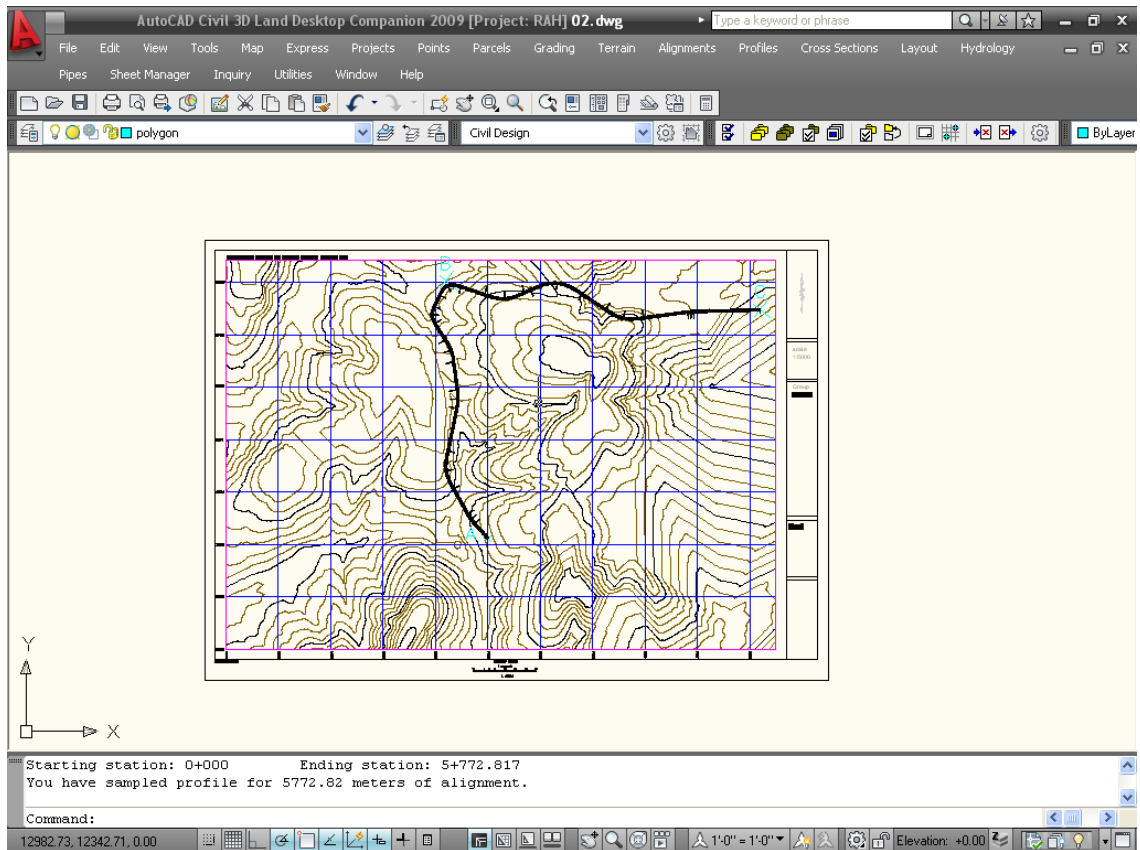 AutoCAD Civil 3D Land Desktop Companion 2009 [Project: RAH] 02.dwg
Type a keyword or phrase
File Edit View Tools Map Express Projects Points Parcels Grading Terrain Alignments Profiles Cross Sections Layout Hydrology
Pipes Sheet Manager Inquiry Utilities Window Help
polygon
Civil Design
ByLayer
scale
Group
A
Y
X
Starting station: 0+000 Ending station: 5+772.817
You have sampled profile for 5772.82 meters of alignment.
Command:
12982.73, 12342.71, 0.00
1'-0" = 1'-0"
Elevation: +0.00